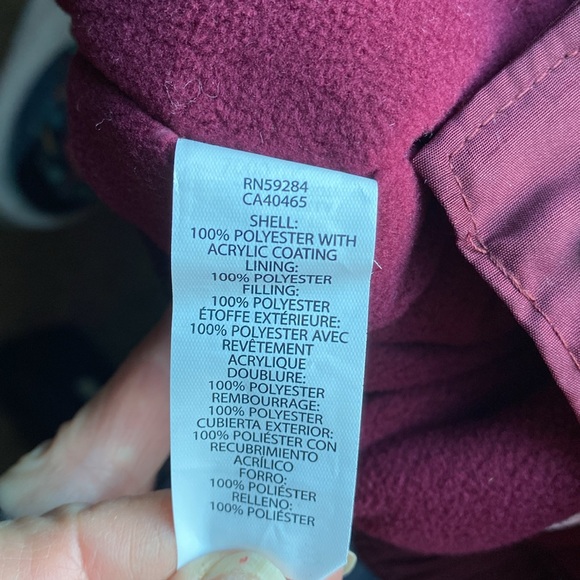 RN59284
CA40465
SHELL:
100% POLYESTER WITH
ACRYLIC COATING
LINING:
100% POLYESTER
FILLING:
100% POLYESTER
ÉTOFFE EXTÉRIEURE:
100% POLYESTER AVEC
REVÊTEMENT
ACRYLIQUE
DOUBLURE:
100% POLYESTER
REMBOURRAGE:
100% POLYESTER
CUBIERTA EXTERIOR:
100% POLIÉSTER CON
RECUBRIMIENTO
ACRÍLICO
FORRO:
100% POLIÉSTER
RELLENO:
100% POLIÉSTER